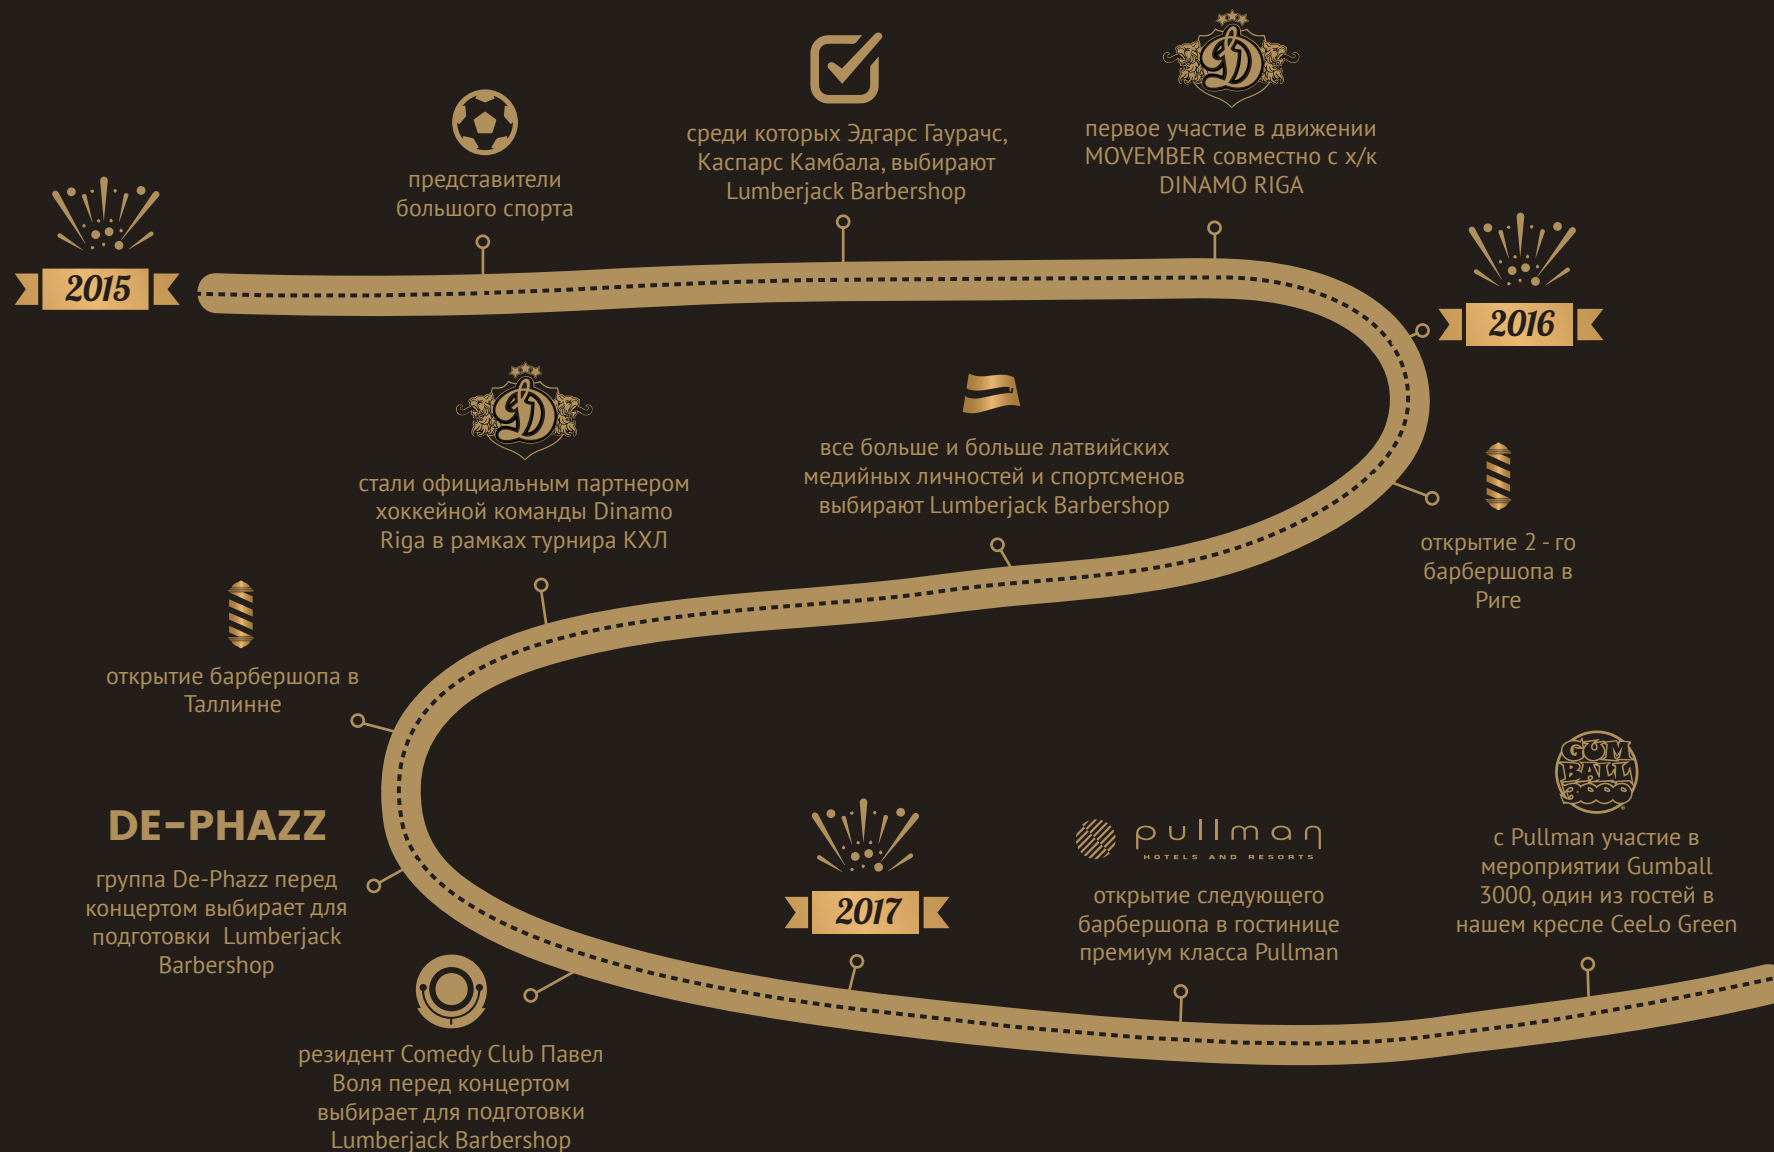 2015
представители
большого спорта
среди которых Эдгарс Гаурачс,
Каспарс Камбала, выбирают
Lumberjack Barbershop
первое участие в движении
MOVEMBER совместно с х/к
DINAMO RIGA
2016
открытие 2 - го
барбершопа в
Риге
все больше и больше латвийских
медийных личностей и спортсменов
выбирают Lumberjack Barbershop
D
стали официальным партнером
хоккейной команды Dinamo
Riga в рамках турнира КХЛ
открытие барбершопа в
Таллинне
DE-PHAZZ
группа De-Phazz перед
концертом выбирает для
подготовки Lumberjack
Barbershop
резидент Comedy Club Павел
Воля перед концертом
выбирает для подготовки
Lumberjack Barbershop
2017
pullman
HOTELS AND RESORTS
открытие следующего
барбершопа в гостинице
премиум класса Pullman
GUM
BALL
3000
с Pullman участие в
мероприятии Gumball
3000, один из гостей в
нашем кресле CeeLo Green